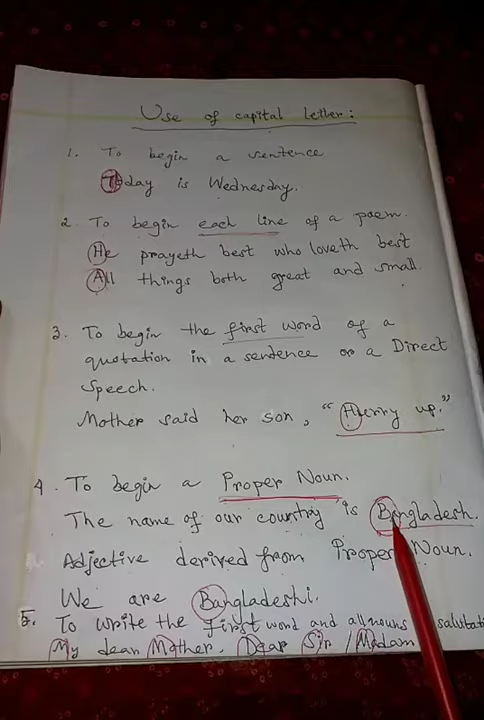 Use of capital letter:
1. To begin a sentence
Today is Wednesday.
2. To begin each line of a poem.
He prayeth best who loveth best
All things both great and small.
3. To begin the first word of a
quotation in a sentence or a Direct
Speech.
Mother said her son, "Hurry up."
4. To begin a Proper Noun.
The name of our country is Bangladesh.
Adjective derived from Proper Noun.
We are Bangladeshi.
5. To write the first word and all nouns
My dear Mother, Dear Sir / Madam